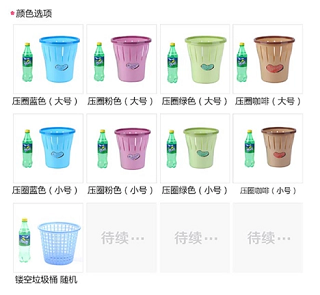 颜色选项
压圈蓝色（大号）
压圈粉色（大号）
压圈绿色（大号）
压圈咖啡（大号）
压圈蓝色（小号）
压圈粉色（小号）
压圈绿色（小号）
压圈咖啡（小号）
镂空垃圾桶 随机
待续 ···
待续 ···
待续 ···